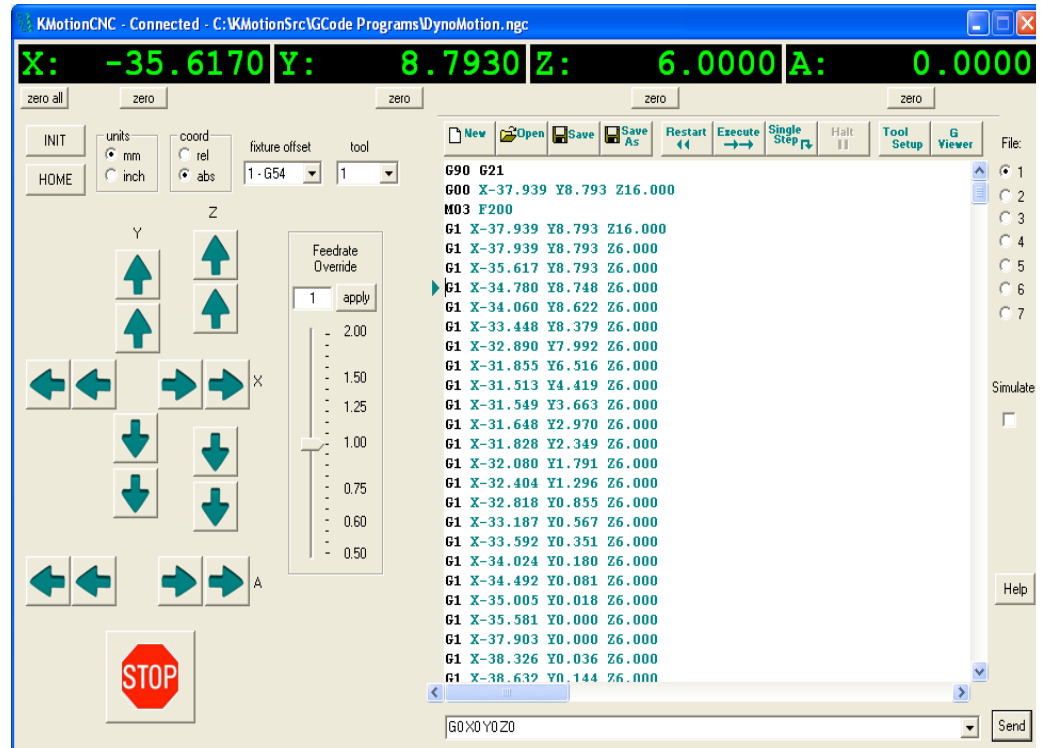 KMotionCNC - Connected - C:\KMotionSrc\GCode Programs\DynoMotion.ngc
X: -35.6170 Y: 8.7930 Z: 6.0000 A: 0.0000
zero all zero zero zero zero
New Open Save Save As Restart Execute Single Step Halt Tool Setup G Viewer File:
INIT units coord fixture offset tool
mm rel
HOME inch abs 1 - G54 1
Z
Y
Feedrate Override
1 apply
2.00
1.50
1.25
1.00
0.75
0.60
0.50
X
A
STOP
G90 G21
G00 X-37.939 Y8.793 Z16.000
M03 F200
G1 X-37.939 Y8.793 Z16.000
G1 X-37.939 Y8.793 Z6.000
G1 X-35.617 Y8.793 Z6.000
G1 X-34.780 Y8.748 Z6.000
G1 X-34.060 Y8.622 Z6.000
G1 X-33.448 Y8.379 Z6.000
G1 X-32.890 Y7.992 Z6.000
G1 X-31.855 Y6.516 Z6.000
G1 X-31.513 Y4.419 Z6.000
G1 X-31.549 Y3.663 Z6.000
G1 X-31.648 Y2.970 Z6.000
G1 X-31.828 Y2.349 Z6.000
G1 X-32.080 Y1.791 Z6.000
G1 X-32.404 Y1.296 Z6.000
G1 X-32.818 Y0.855 Z6.000
G1 X-33.187 Y0.567 Z6.000
G1 X-33.592 Y0.351 Z6.000
G1 X-34.024 Y0.180 Z6.000
G1 X-34.492 Y0.081 Z6.000
G1 X-35.005 Y0.018 Z6.000
G1 X-35.581 Y0.000 Z6.000
G1 X-37.903 Y0.000 Z6.000
G1 X-38.326 Y0.036 Z6.000
G1 X-38.632 Y0.144 Z6.000
1
2
3
4
5
6
7
Simulate
Help
G0X0Y0Z0 Send